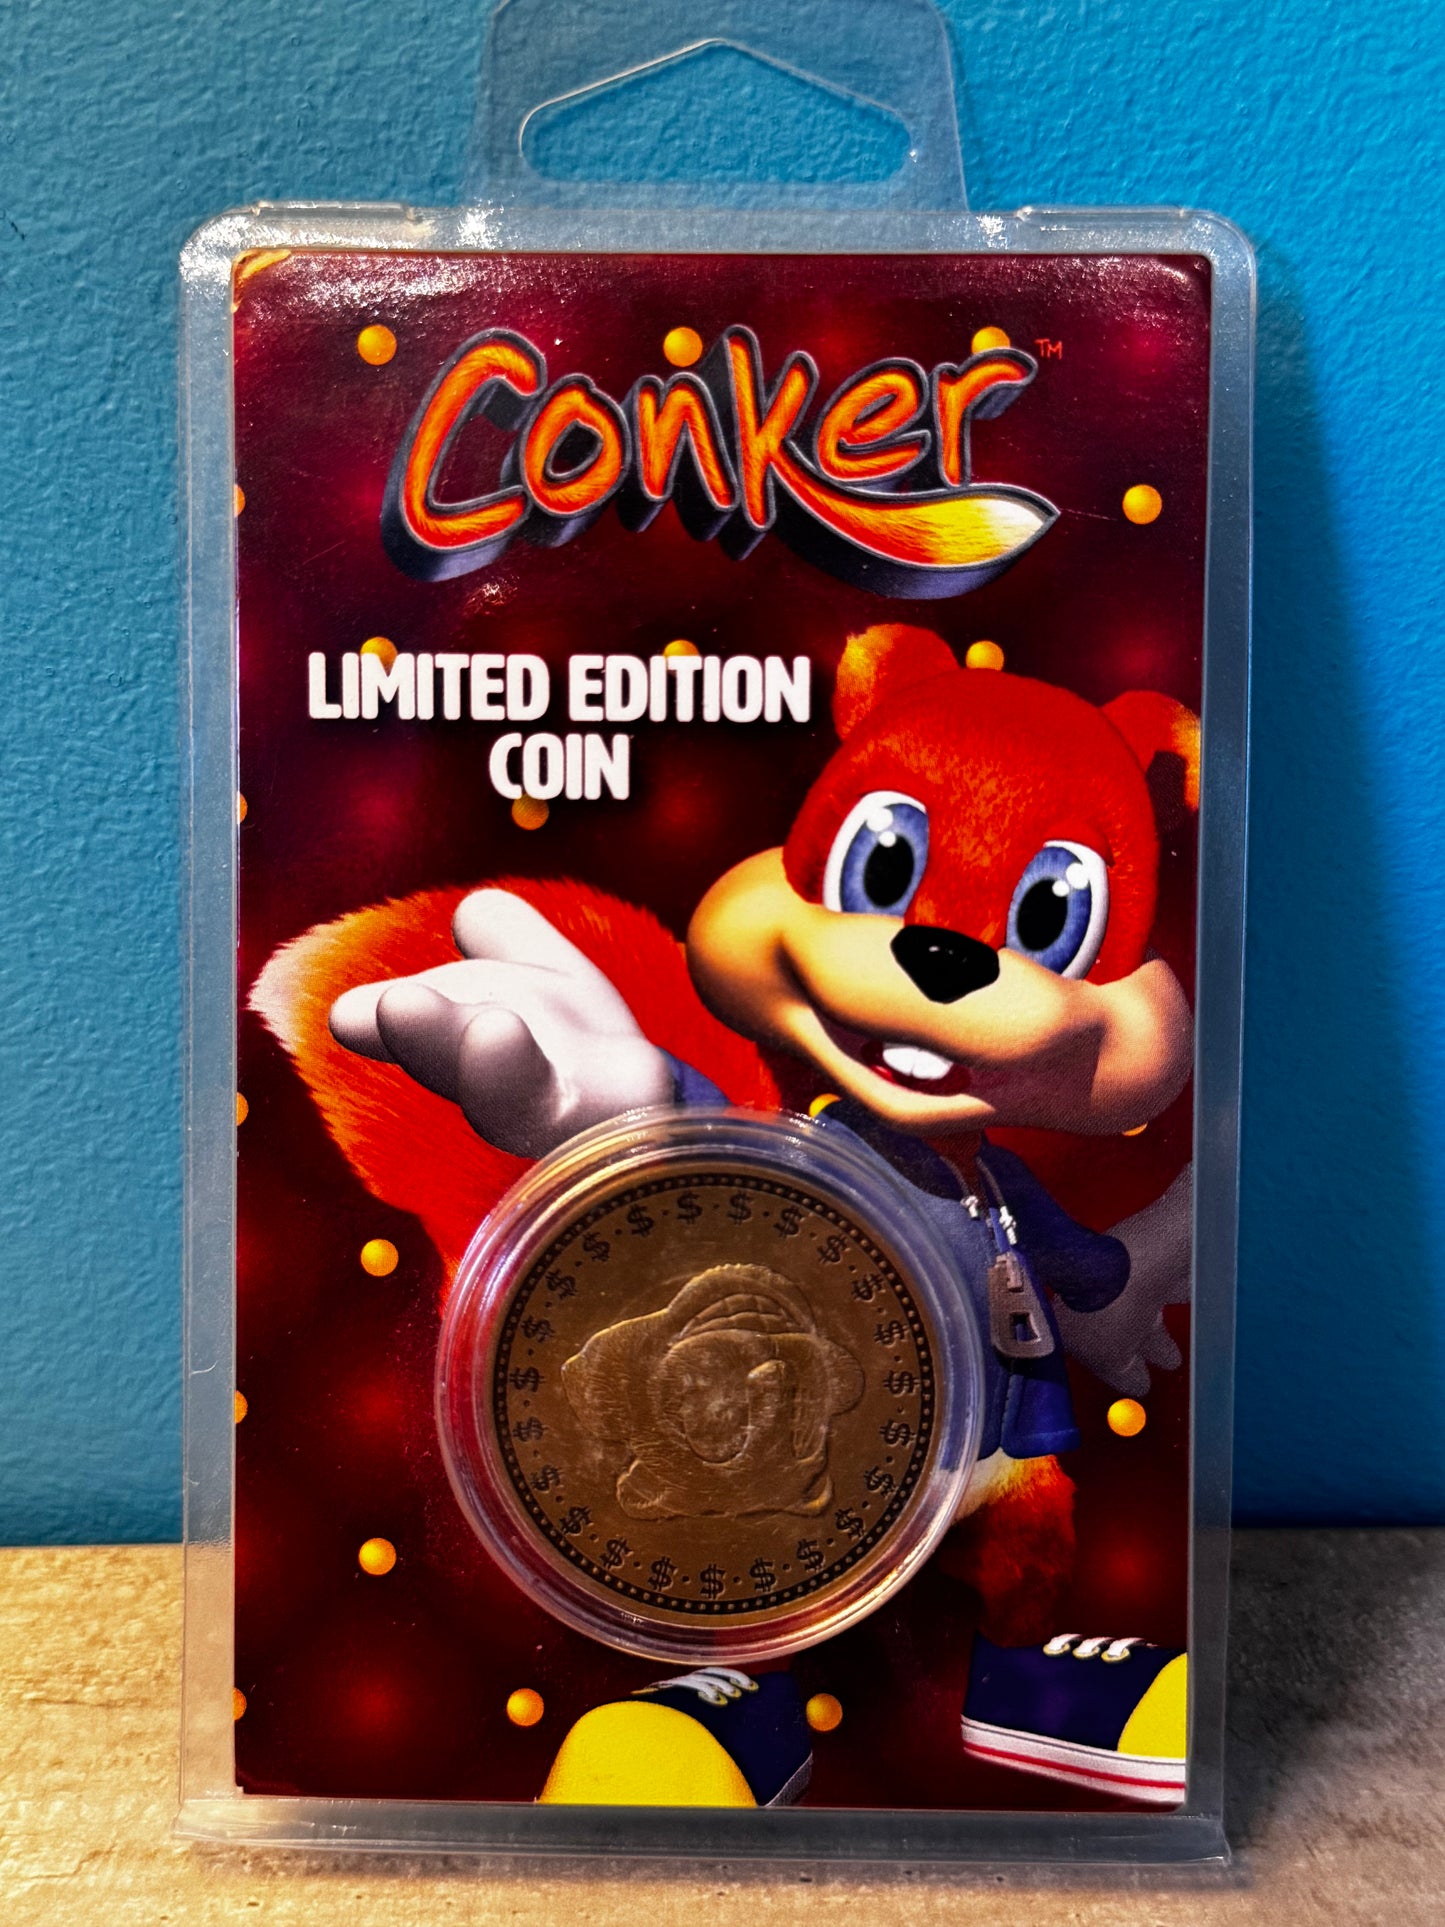 Conker™
LIMITED EDITION
COIN
$ · $ · $ · $ · $ · $ · $ · $ · $ · $ · $ · $ · $ · $ · $ · $ · $ · $ · $ · $ · $ · $ · $ · $